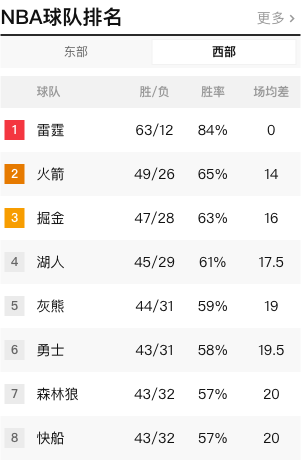 NBA球队排名 更多 >
东部 西部
球队 胜/负 胜率 场均差
1 雷霆 63/12 84% 0
2 火箭 49/26 65% 14
3 掘金 47/28 63% 16
4 湖人 45/29 61% 17.5
5 灰熊 44/31 59% 19
6 勇士 43/31 58% 19.5
7 森林狼 43/32 57% 20
8 快船 43/32 57% 20